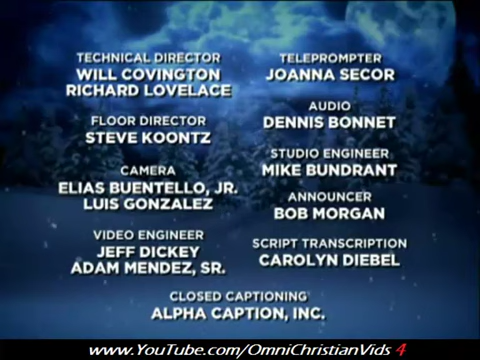 TECHNICAL DIRECTOR
WILL COVINGTON
RICHARD LOVELACE
FLOOR DIRECTOR
STEVE KOONTZ
CAMERA
ELIAS BUENTELLO, JR.
LUIS GONZALEZ
VIDEO ENGINEER
JEFF DICKEY
ADAM MENDEZ, SR.
TELEPROMPTER
JOANNA SECOR
AUDIO
DENNIS BONNET
STUDIO ENGINEER
MIKE BUNDRANT
ANNOUNCER
BOB MORGAN
SCRIPT TRANSCRIPTION
CAROLYN DIEBEL
CLOSED CAPTIONING
ALPHA CAPTION, INC.
www.YouTube.com/OmniChristianVids 4